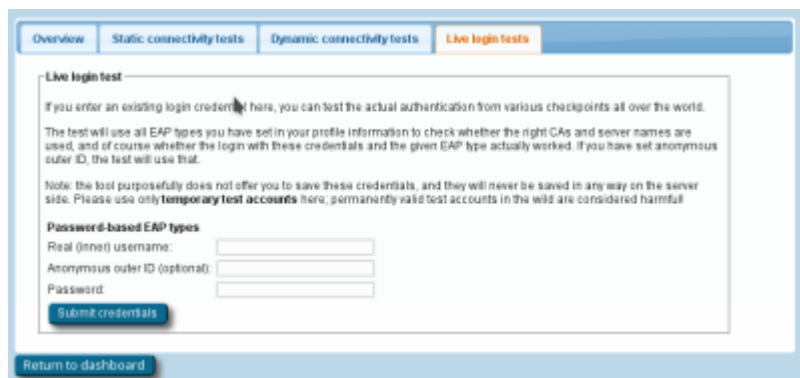 Overview Static connectivity tests Dynamic connectivity tests Live login tests
Live login test
If you enter an existing login credential here, you can test the actual authentication from various checkpoints all over the world.
The test will use all EAP types you have set in your profile information to check whether the right CAs and server names are
used, and of course whether the login with these credentials and the given EAP type actually worked. If you have set anonymous
outer ID, the test will use that.
Note: the tool purposefully does not offer you to save these credentials, and they will never be saved in any way on the server
side. Please use only temporary test accounts here; permanently valid test accounts in the wild are considered harmful!
Password-based EAP types
Real (inner) username:
Anonymous outer ID (optional):
Password:
Submit credentials
Return to dashboard